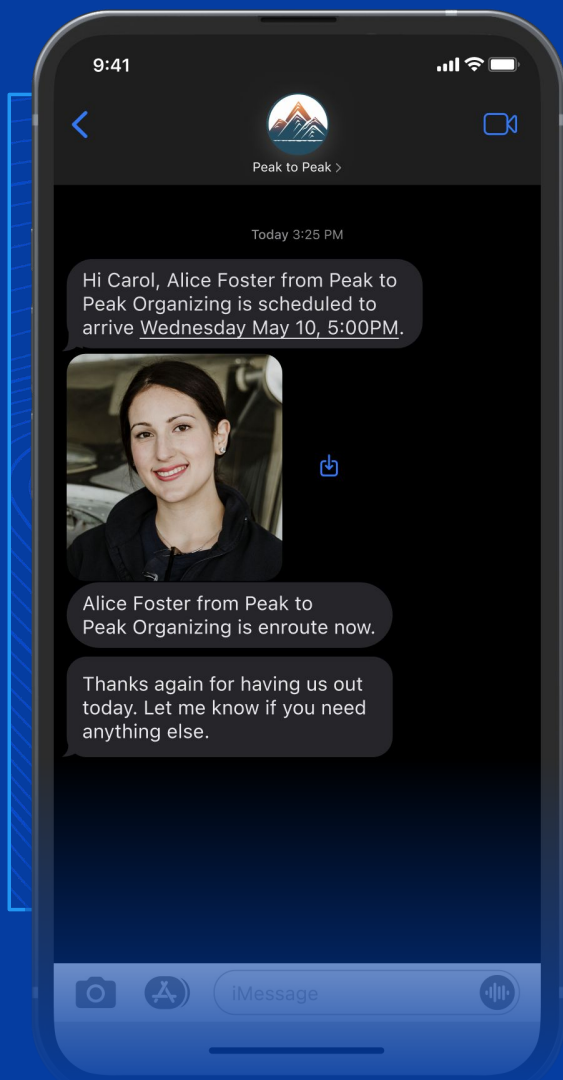 9:41
Peak to Peak >
Today 3:25 PM
Hi Carol, Alice Foster from Peak to
Peak Organizing is scheduled to
arrive Wednesday May 10, 5:00PM.
Alice Foster from Peak to
Peak Organizing is enroute now.
Thanks again for having us out
today. Let me know if you need
anything else.
iMessage